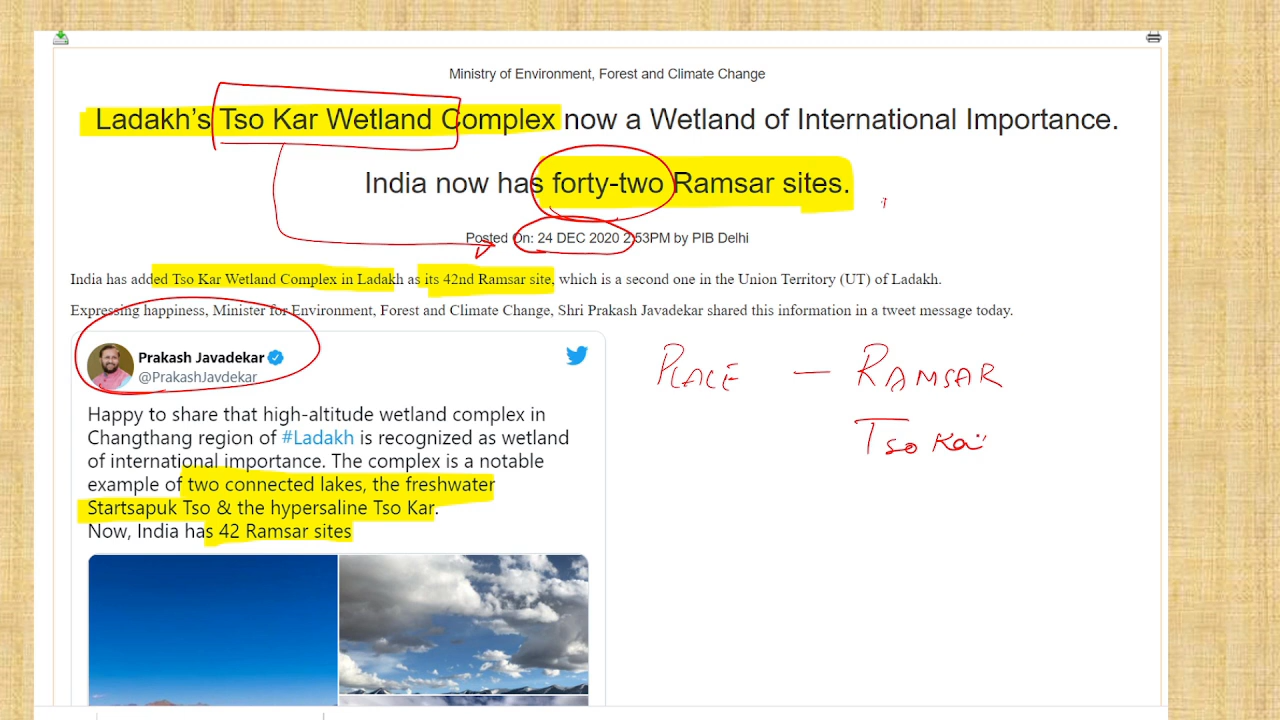 Ministry of Environment, Forest and Climate Change
Ladakh's Tso Kar Wetland Complex now a Wetland of International Importance.
India now has forty-two Ramsar sites.
Posted On: 24 DEC 2020 2:53PM by PIB Delhi
India has added Tso Kar Wetland Complex in Ladakh as its 42nd Ramsar site, which is a second one in the Union Territory (UT) of Ladakh.
Expressing happiness, Minister for Environment, Forest and Climate Change, Shri Prakash Javadekar shared this information in a tweet message today.
Prakash Javadekar
@PrakashJavdekar
Happy to share that high-altitude wetland complex in
Changthang region of #Ladakh is recognized as wetland
of international importance. The complex is a notable
example of two connected lakes, the freshwater
Startsapuk Tso & the hypersaline Tso Kar.
Now, India has 42 Ramsar sites
PLACE — RAMSAR
Tso Kar